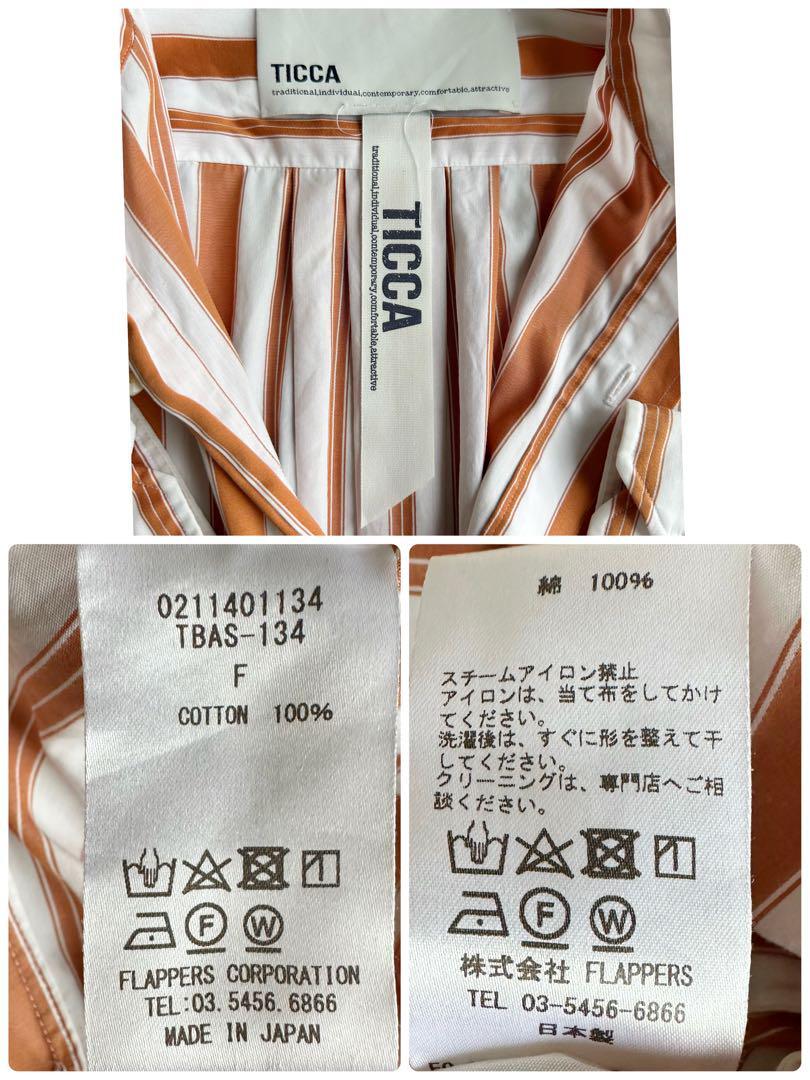 TICCA
traditional,individual,contemporary,comfortable,attractive
TICCA
traditional,individual,contemporary,comfortable,attractive
0211401134
TBAS-134
F
COTTON 100%
F W
FLAPPERS CORPORATION
TEL:03.5456.6866
MADE IN JAPAN
綿 100%
スチームアイロン禁止
アイロンは、当て布をしてかけ
てください。
洗濯後は、すぐに形を整えて干
してください。
クリーニングは、専門店へご相
談ください。
F W
株式会社 FLAPPERS
TEL 03-5456-6866
日本製